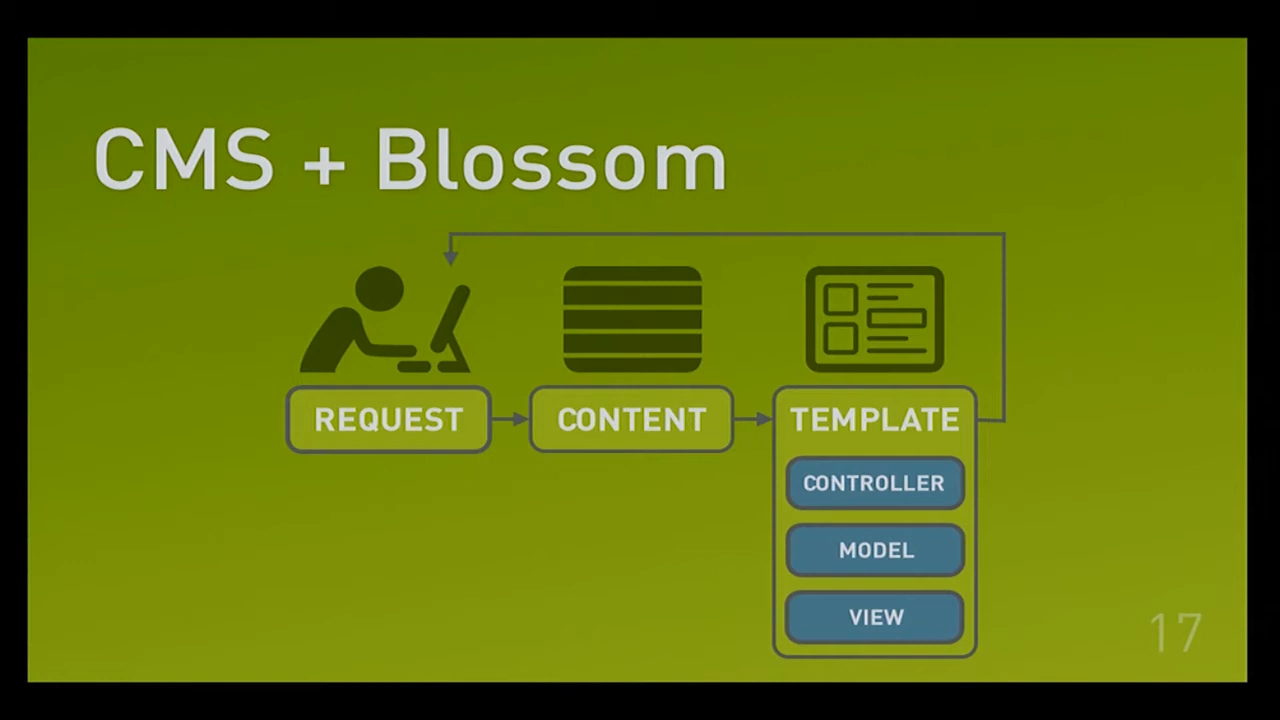 CMS + Blossom
REQUEST
CONTENT
TEMPLATE
CONTROLLER
MODEL
VIEW
17